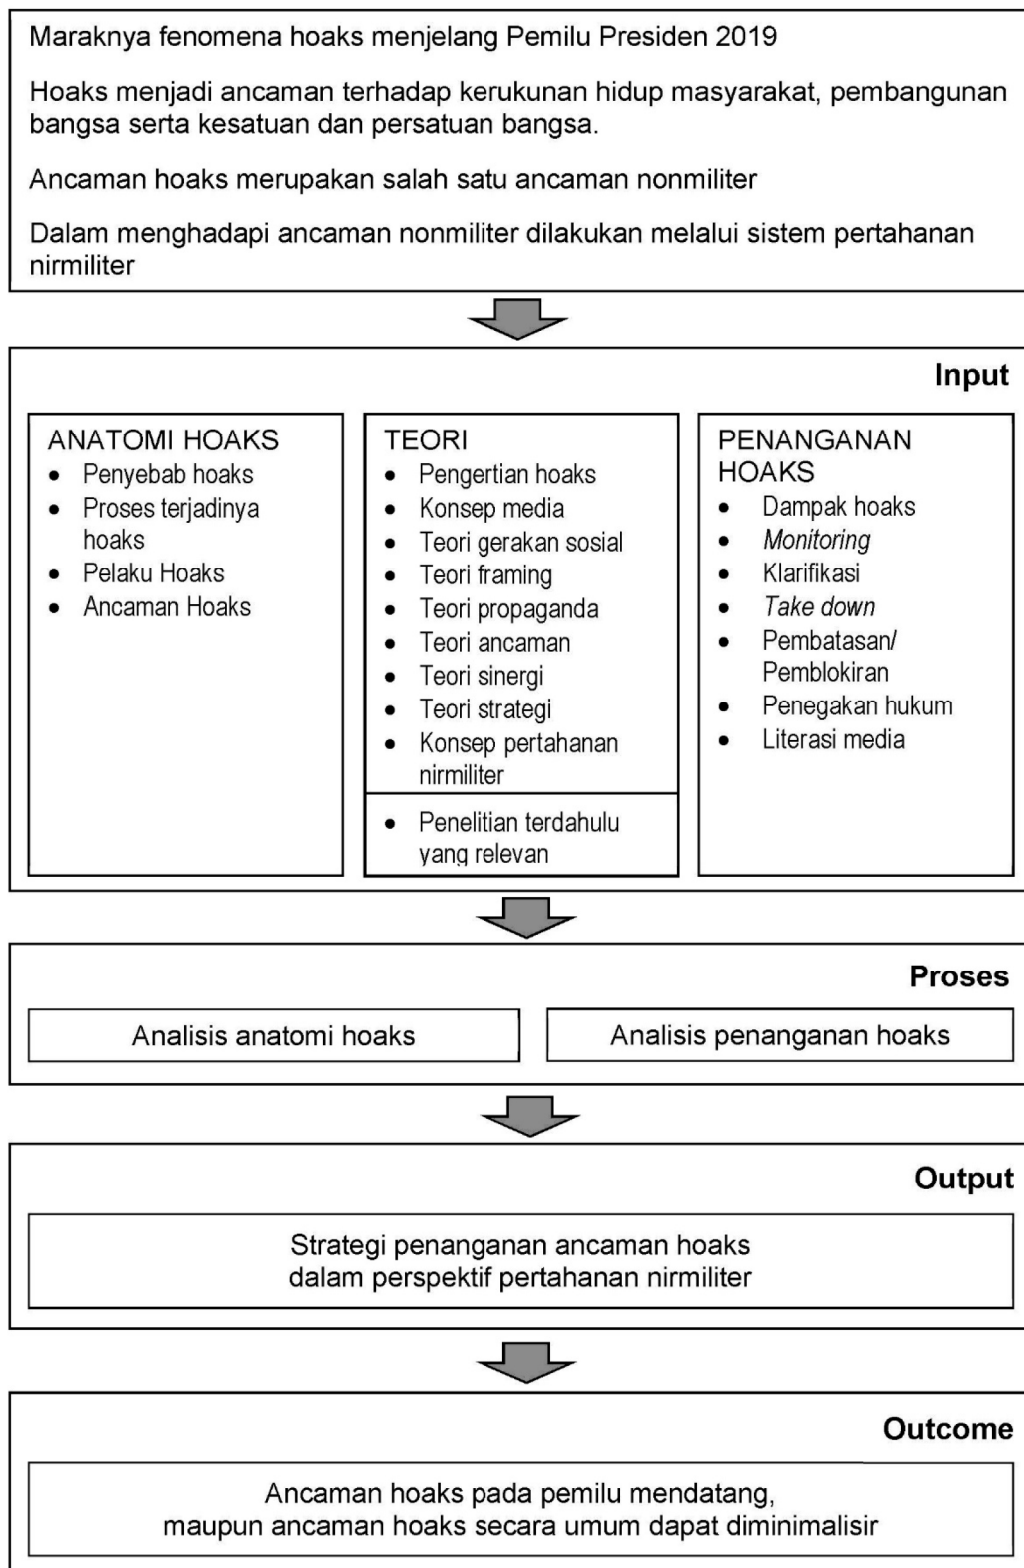 Maraknya fenomena hoaks menjelang Pemilu Presiden 2019
Hoaks menjadi ancaman terhadap kerukunan hidup masyarakat, pembangunan
bangsa serta kesatuan dan persatuan bangsa.
Ancaman hoaks merupakan salah satu ancaman nonmiliter
Dalam menghadapi ancaman nonmiliter dilakukan melalui sistem pertahanan
nirmiliter
Input
ANATOMI HOAKS
• Penyebab hoaks
• Proses terjadinya
hoaks
• Pelaku Hoaks
• Ancaman Hoaks
TEORI
• Pengertian hoaks
• Konsep media
• Teori gerakan sosial
• Teori framing
• Teori propaganda
• Teori ancaman
• Teori sinergi
• Teori strategi
• Konsep pertahanan
nirmiliter
• Penelitian terdahulu
yang relevan
PENANGANAN
HOAKS
• Dampak hoaks
• Monitoring
• Klarifikasi
• Take down
• Pembatasan/
Pemblokiran
• Penegakan hukum
• Literasi media
Proses
Analisis anatomi hoaks
Analisis penanganan hoaks
Output
Strategi penanganan ancaman hoaks
dalam perspektif pertahanan nirmiliter
Outcome
Ancaman hoaks pada pemilu mendatang,
maupun ancaman hoaks secara umum dapat diminimalisir